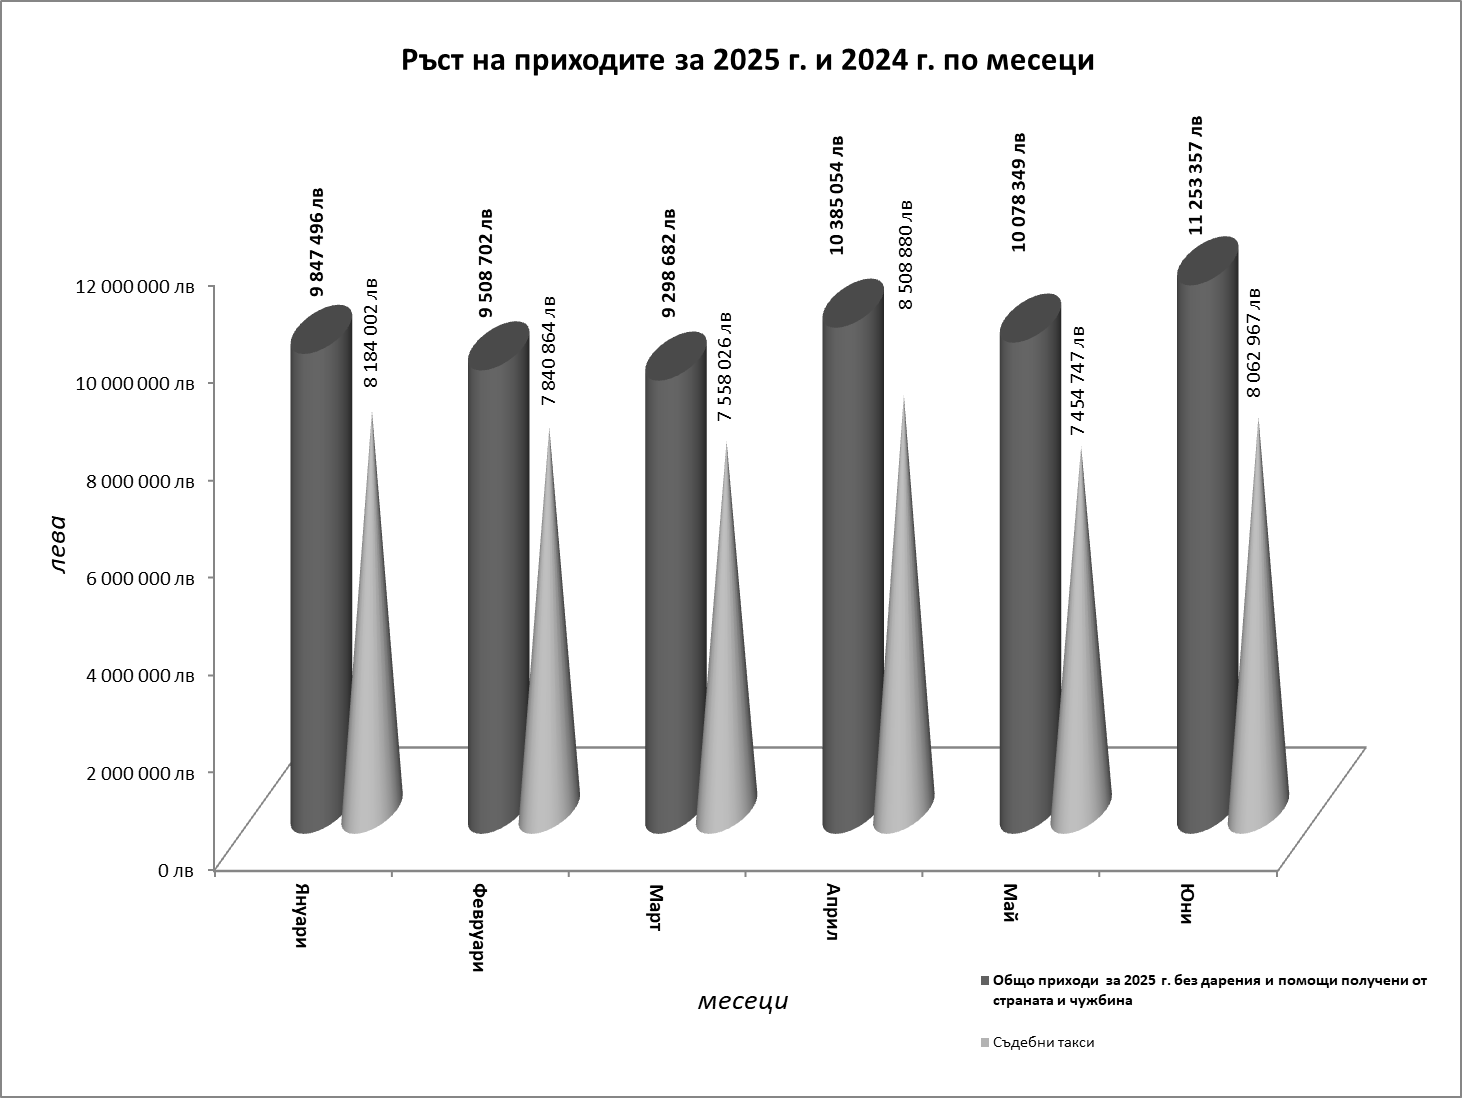 Ръст на приходите за 2025 г. и 2024 г. по месеци
9 847 496 лв
8 184 002 лв
9 508 702 лв
7 840 864 лв
9 298 682 лв
7 558 026 лв
10 385 054 лв
8 508 880 лв
10 078 349 лв
7 454 747 лв
11 253 357 лв
8 062 967 лв
12 000 000 лв
10 000 000 лв
8 000 000 лв
6 000 000 лв
4 000 000 лв
2 000 000 лв
0 лв
лева
Януари
Февруари
Март
Април
Май
Юни
месеци
Общо приходи за 2025 г. без дарения и помощи получени от
страната и чужбина
Съдебни такси